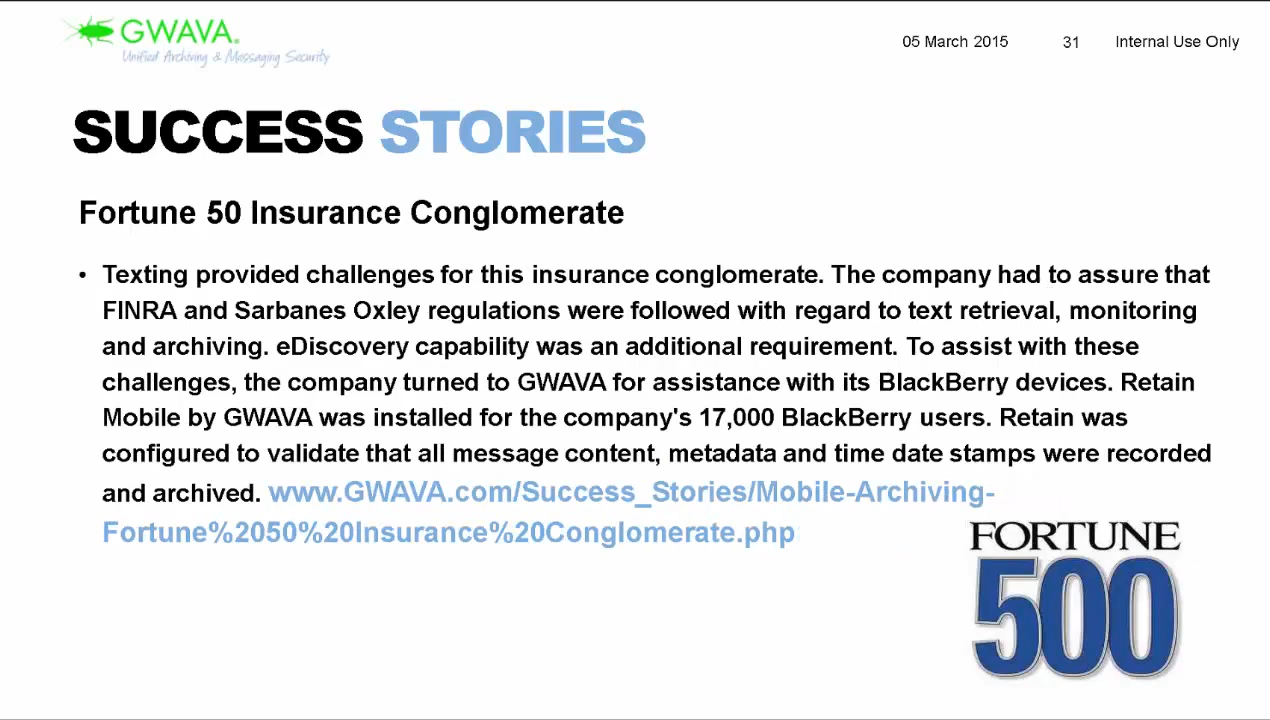 GWAVA.
Unified Archiving & Messaging Security
05 March 2015 31 Internal Use Only
SUCCESS STORIES
Fortune 50 Insurance Conglomerate
• Texting provided challenges for this insurance conglomerate. The company had to assure that
FINRA and Sarbanes Oxley regulations were followed with regard to text retrieval, monitoring
and archiving. eDiscovery capability was an additional requirement. To assist with these
challenges, the company turned to GWAVA for assistance with its BlackBerry devices. Retain
Mobile by GWAVA was installed for the company's 17,000 BlackBerry users. Retain was
configured to validate that all message content, metadata and time date stamps were recorded
and archived. www.GWAVA.com/Success_Stories/Mobile-Archiving-
Fortune%2050%20Insurance%20Conglomerate.php
FORTUNE
500